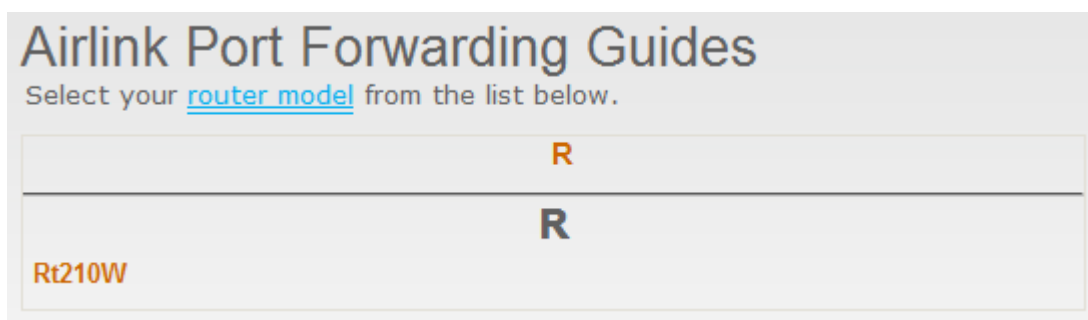 Airlink Port Forwarding Guides
Select your router model from the list below.
R
R
Rt210W